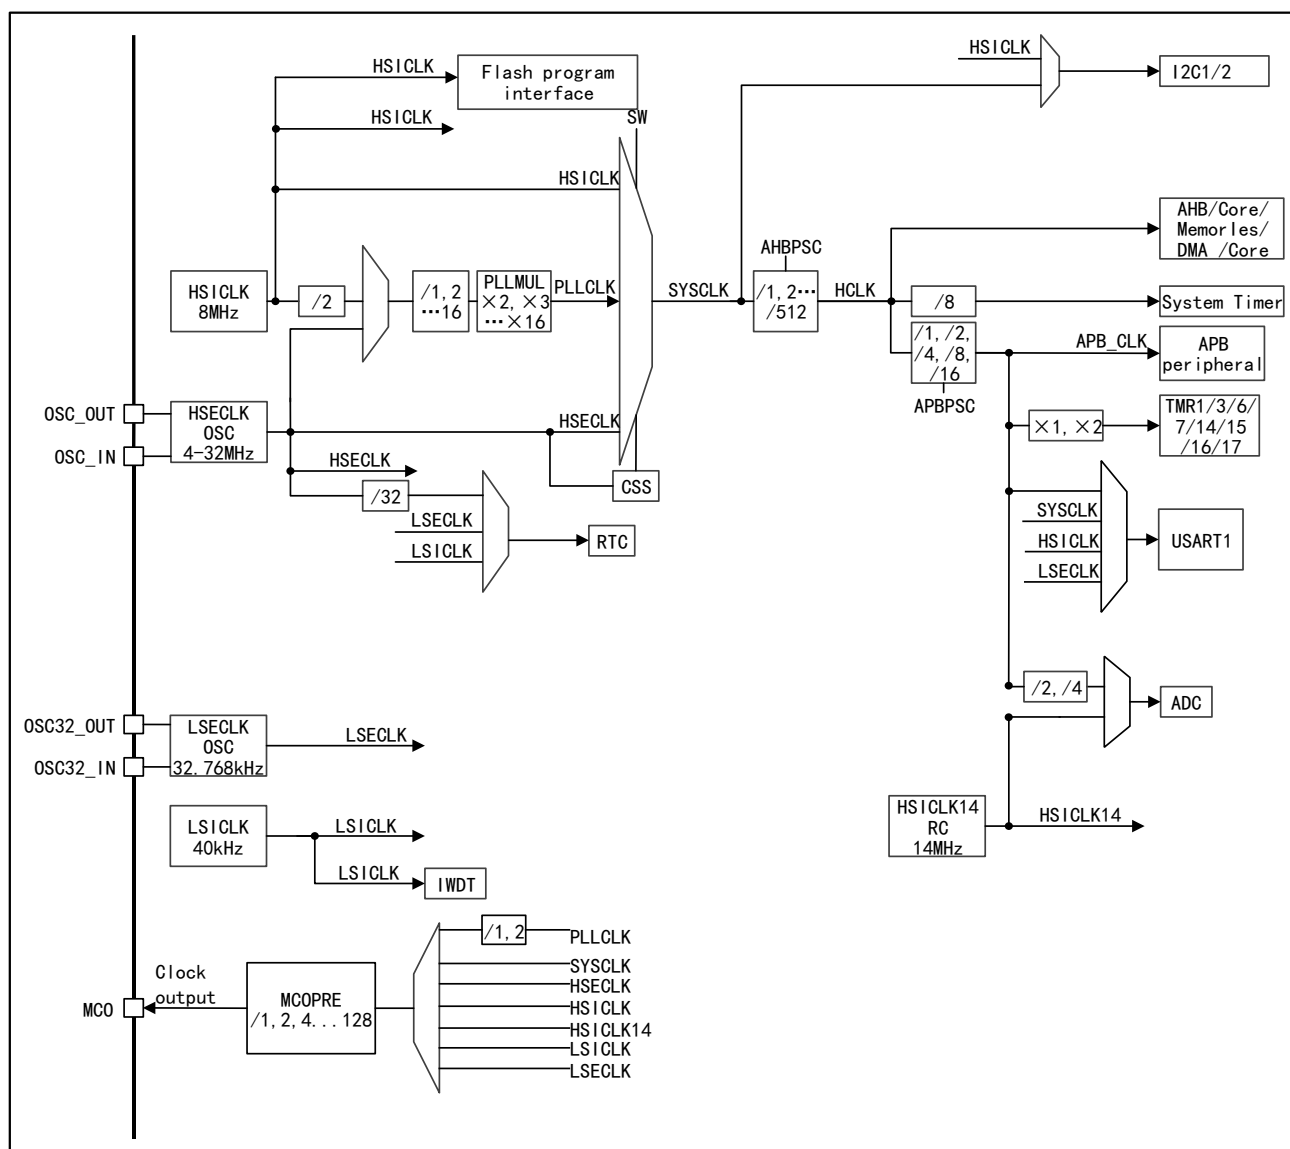 HSICLK
Flash program
interface
HSICLK
SW
HSICLK
HSICLK
8MHz
/2
/1, 2
…16
PLLMUL
×2, ×3
…×16
PLLCLK
SYSCLK
AHBPSC
/1, 2…
/512
HCLK
HSICLK
I2C1/2
AHB/Core/
Memories/
DMA /Core
/8
System Timer
/1, /2,
/4, /8,
/16
APBPSC
APB_CLK
APB
peripheral
×1, ×2
TMR1/3/6/
7/14/15
/16/17
OSC_OUT
OSC_IN
HSECLK
OSC
4-32MHz
HSECLK
HSECLK
CSS
/32
LSECLK
LSICLK
RTC
SYSCLK
HSICLK
LSECLK
USART1
/2, /4
ADC
HSICLK14
RC
14MHz
HSICLK14
OSC32_OUT
OSC32_IN
LSECLK
OSC
32.768kHz
LSECLK
LSICLK
40kHz
LSICLK
LSICLK
IWDT
/1, 2
PLLCLK
SYSCLK
HSECLK
HSICLK
HSICLK14
LSICLK
LSECLK
MCOPRE
/1, 2, 4...128
Clock
output
MCO